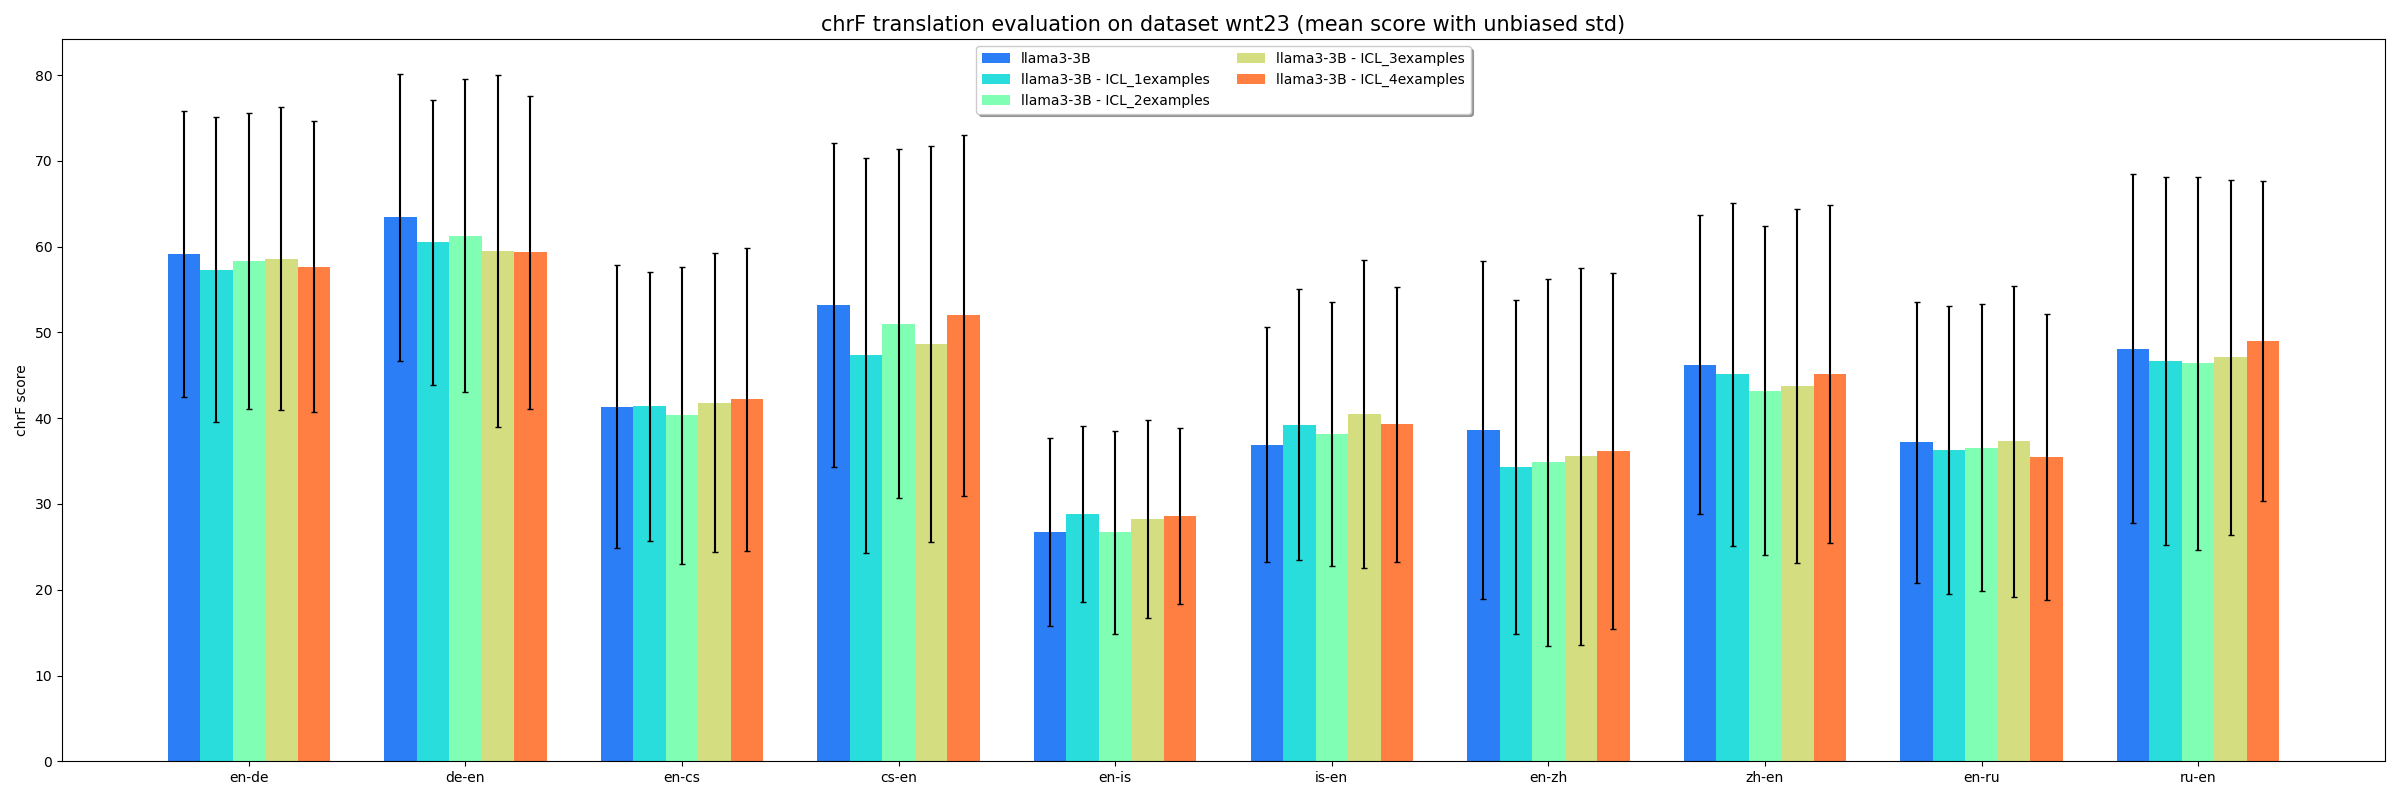 chrF translation evaluation on dataset wnt23 (mean score with unbiased std)
llama3-3B
llama3-3B - ICL_1examples
llama3-3B - ICL_2examples
llama3-3B - ICL_3examples
llama3-3B - ICL_4examples
chrF score
80
70
60
50
40
30
20
10
0
en-de de-en en-cs cs-en en-is is-en en-zh zh-en en-ru ru-en